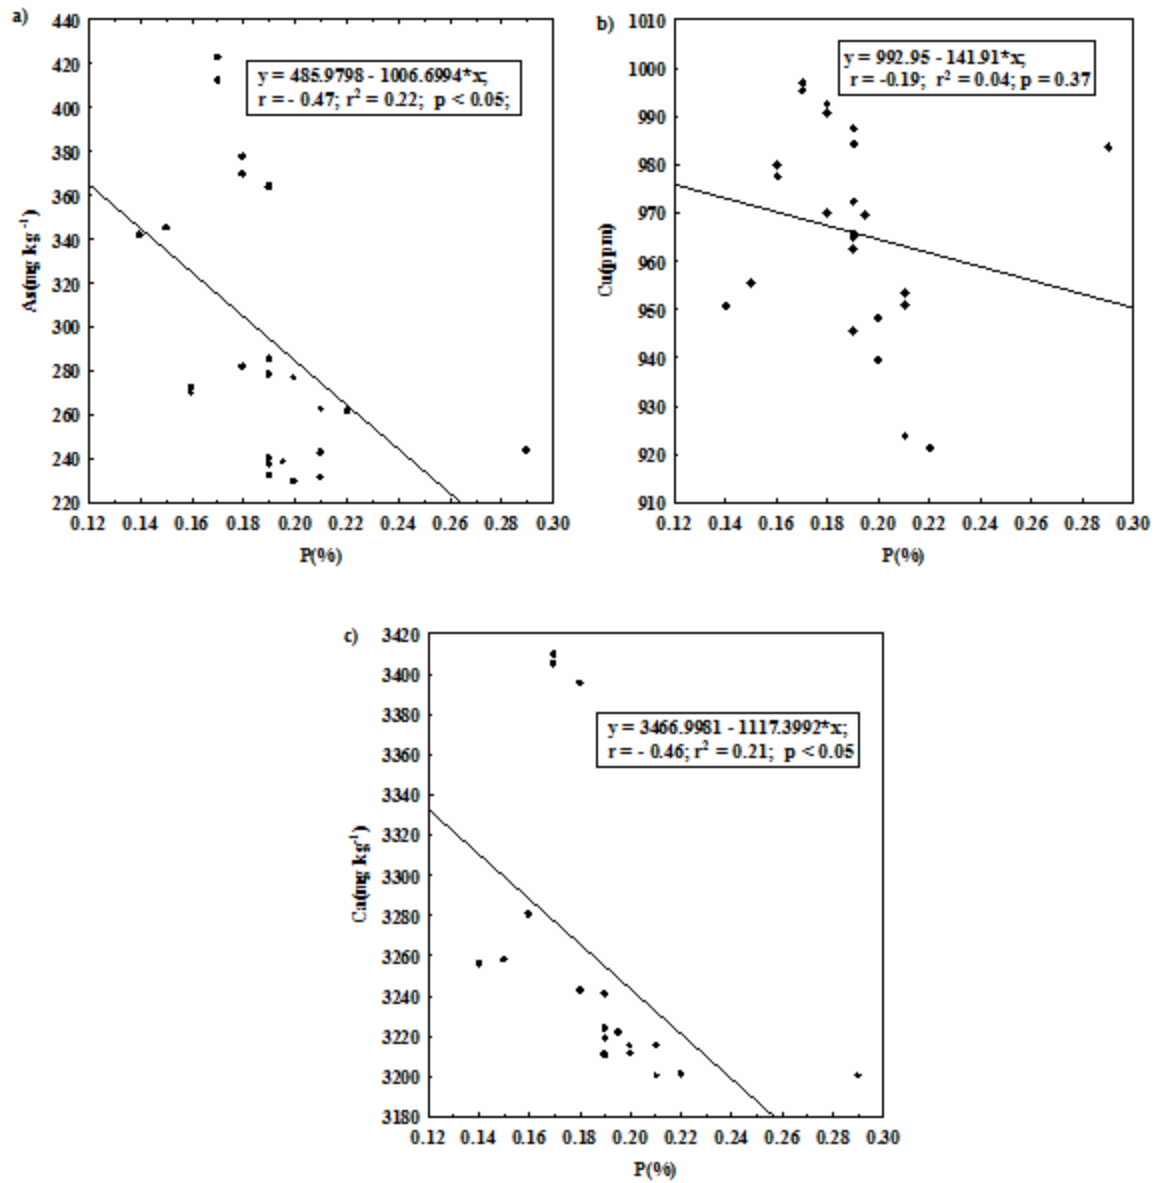 a)
440
420
400
380
360
340
320
300
280
260
240
220
As(mg kg⁻¹)
y = 485.9798 - 1006.6994*x;
r = - 0.47; r² = 0.22; p < 0.05;
0.12 0.14 0.16 0.18 0.20 0.22 0.24 0.26 0.28 0.30
P(%)
b)
1010
1000
990
980
970
960
950
940
930
920
910
Cu(ppm)
y = 992.95 - 141.91*x;
r = -0.19; r² = 0.04; p = 0.37
0.12 0.14 0.16 0.18 0.20 0.22 0.24 0.26 0.28 0.30
P(%)
c)
3420
3400
3380
3360
3340
3320
3300
3280
3260
3240
3220
3200
3180
Ca(mg kg⁻¹)
y = 3466.9981 - 1117.3992*x;
r = - 0.46; r² = 0.21; p < 0.05
0.12 0.14 0.16 0.18 0.20 0.22 0.24 0.26 0.28 0.30
P(%)